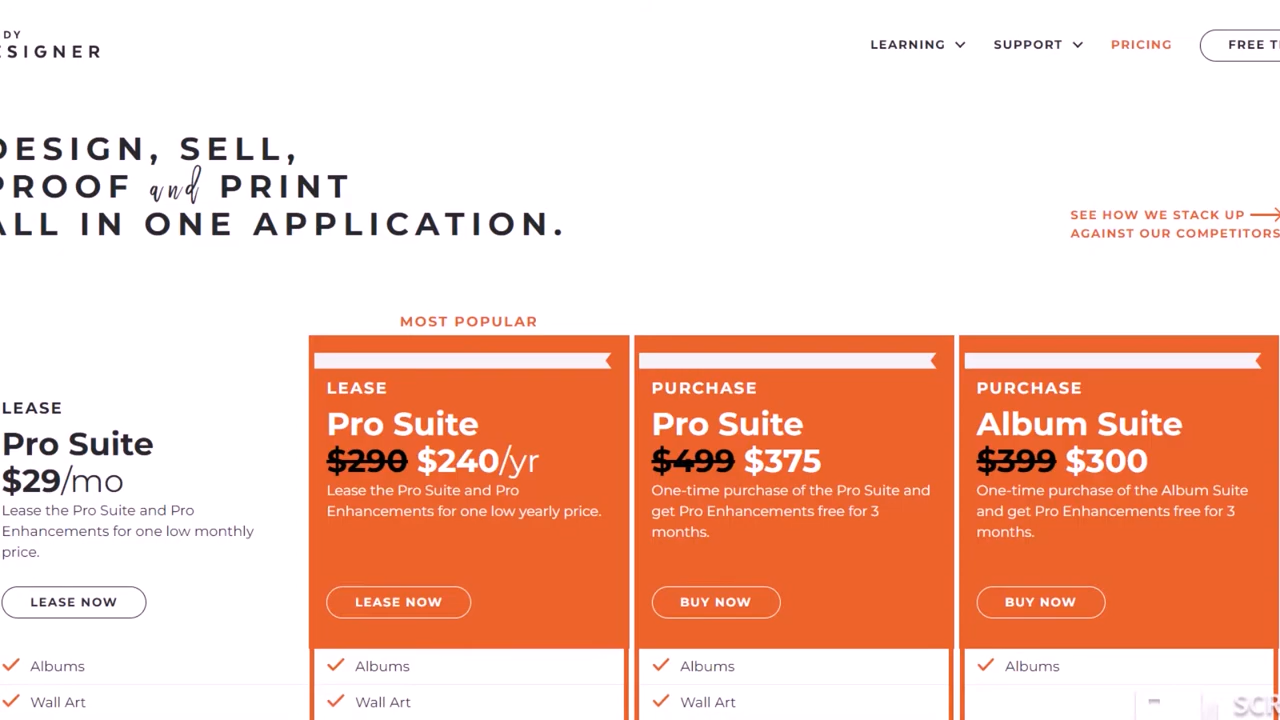 DY
ESIGNER
LEARNING
SUPPORT
PRICING
FREE T
DESIGN, SELL,
PROOF and PRINT
ALL IN ONE APPLICATION.
SEE HOW WE STACK UP
AGAINST OUR COMPETITORS
MOST POPULAR
LEASE
Pro Suite
$29/mo
Lease the Pro Suite and Pro
Enhancements for one low monthly
price.
LEASE NOW
Albums
Wall Art
LEASE
Pro Suite
$290 $240/yr
Lease the Pro Suite and Pro
Enhancements for one low yearly price.
LEASE NOW
Albums
Wall Art
PURCHASE
Pro Suite
$499 $375
One-time purchase of the Pro Suite and
get Pro Enhancements free for 3
months.
BUY NOW
Albums
Wall Art
PURCHASE
Album Suite
$399 $300
One-time purchase of the Album Suite
and get Pro Enhancements free for 3
months.
BUY NOW
Albums
SCR